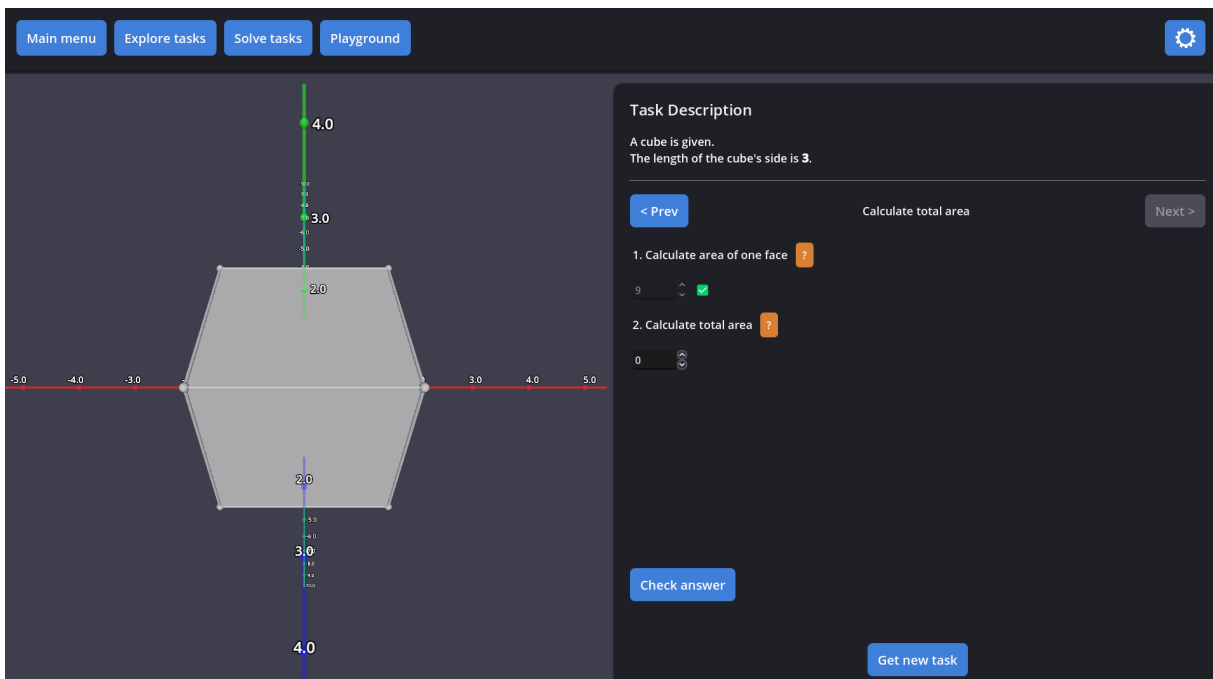 Main menu
Explore tasks
Solve tasks
Playground
4.0
3.0
2.0
-5.0
-4.0
-3.0
3.0
4.0
5.0
2.0
3.0
4.0
Task Description
A cube is given.
The length of the cube's side is 3.
< Prev
Calculate total area
Next >
1. Calculate area of one face ?
9
2. Calculate total area ?
0
Check answer
Get new task